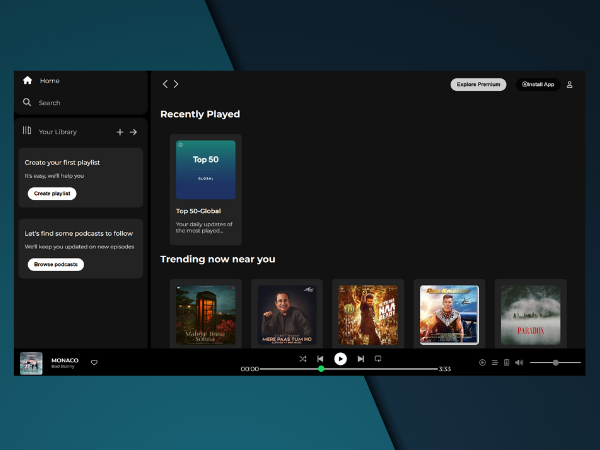 Home
Search
Your Library
Create your first playlist
It's easy, we'll help you
Create playlist
Let's find some podcasts to follow
We'll keep you updated on new episodes
Browse podcasts
Explore Premium
Install App
Recently Played
Top 50
GLOBAL
Top 50-Global
Your daily updates of
the most played...
Trending now near you
MERE PAAS TUM HO
PARADOX
MONACO
Bad Bunny
00:00
3:33